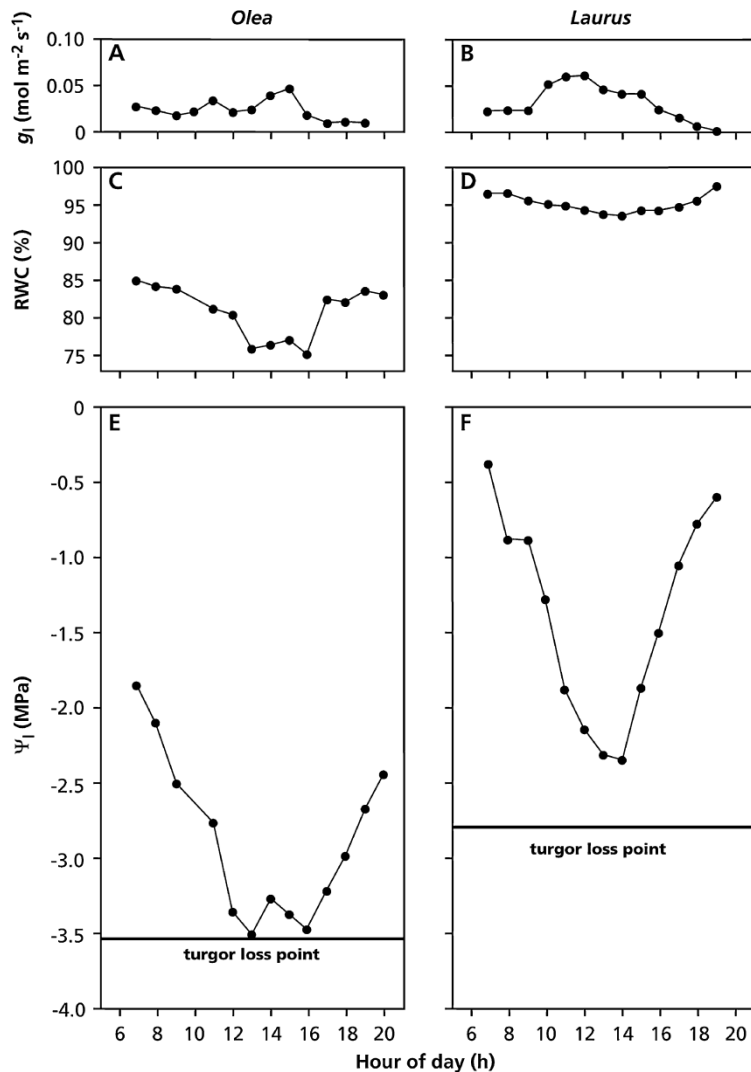 Olea Laurus
A B
0.10
0.05
0
gl (mol m-2 s-1)
C D
100
95
90
85
80
75
RWC (%)
E F
0
-0.5
-1.0
-1.5
-2.0
-2.5
-3.0
-3.5
-4.0
Ψl (MPa)
turgor loss point
turgor loss point
6 8 10 12 14 16 18 20 6 8 10 12 14 16 18 20
Hour of day (h)